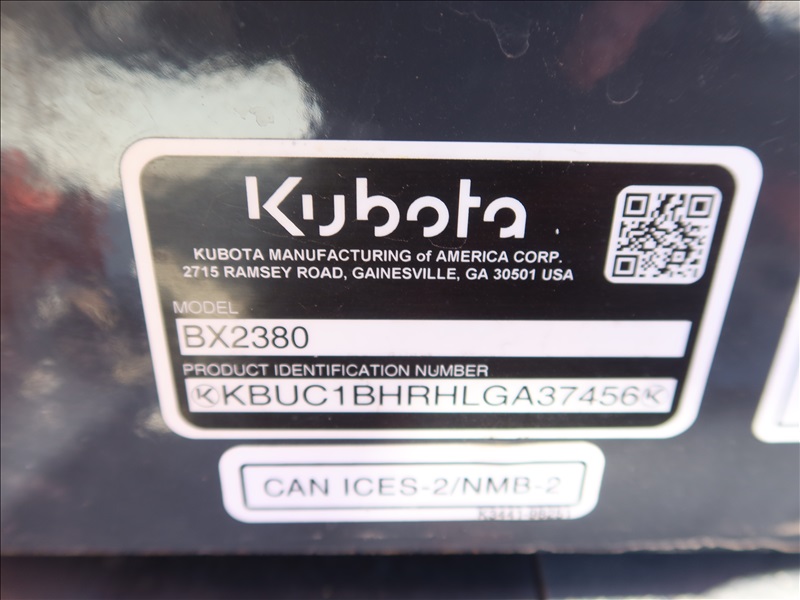 Kubota
KUBOTA MANUFACTURING of AMERICA CORP.
2715 RAMSEY ROAD, GAINESVILLE, GA 30501 USA
MODEL
BX2380
PRODUCT IDENTIFICATION NUMBER
KBUC1BHRHLGA37456
CAN ICES-2/NMB-2